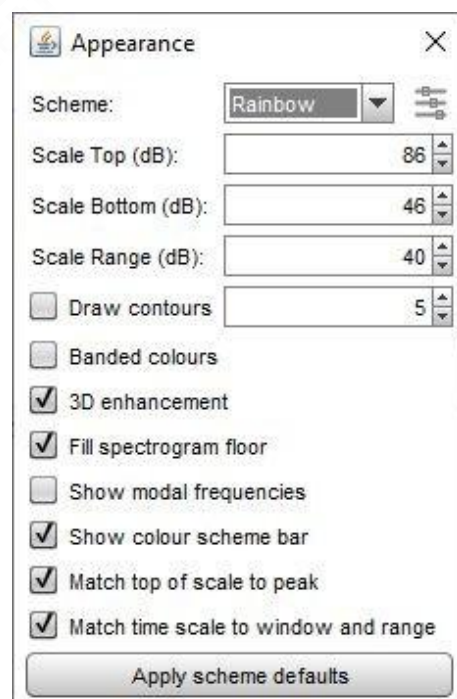 Appearance
Scheme: Rainbow
Scale Top (dB): 86
Scale Bottom (dB): 46
Scale Range (dB): 40
Draw contours 5
Banded colours
3D enhancement
Fill spectrogram floor
Show modal frequencies
Show colour scheme bar
Match top of scale to peak
Match time scale to window and range
Apply scheme defaults